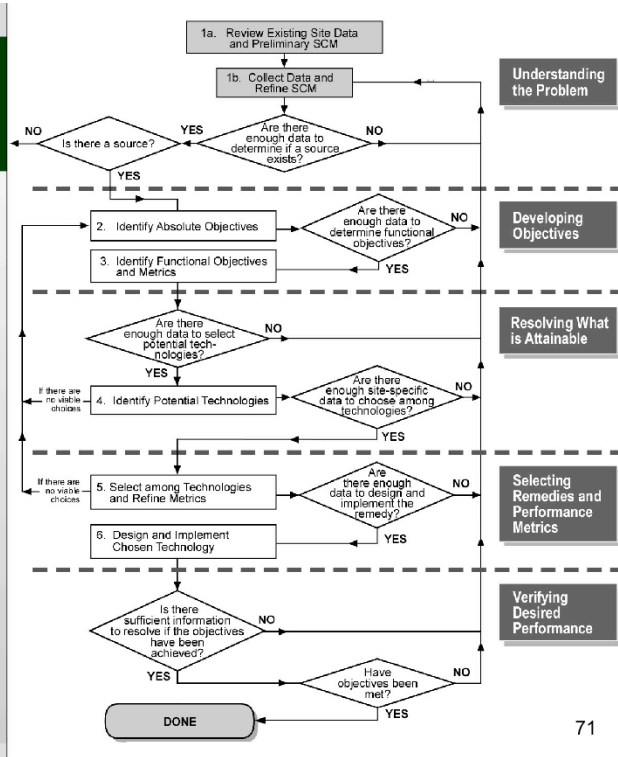 1a. Review Existing Site Data
and Preliminary SCM
1b. Collect Data and
Refine SCM
Understanding
the Problem
NO
Is there a source?
YES
Are there
enough data to
determine if a source
exists?
NO
YES
2. Identify Absolute Objectives
Are there
enough data to
determine functional
objectives?
NO
Developing
Objectives
3. Identify Functional Objectives
and Metrics
YES
Are there
enough data to select
potential tech-
nologies?
NO
Resolving What
is Attainable
YES
If there are
no viable
choices
4. Identify Potential Technologies
Are there
enough site-specific
data to choose among
technologies?
NO
YES
If there are
no viable
choices
5. Select among Technologies
and Refine Metrics
Are
there enough
data to design and
implement the
remedy?
NO
Selecting
Remedies and
Performance
Metrics
6. Design and Implement
Chosen Technology
YES
Is there
sufficient information
to resolve if the objectives
have been
achieved?
NO
Verifying
Desired
Performance
YES
Have
objectives been
met?
NO
YES
DONE
71